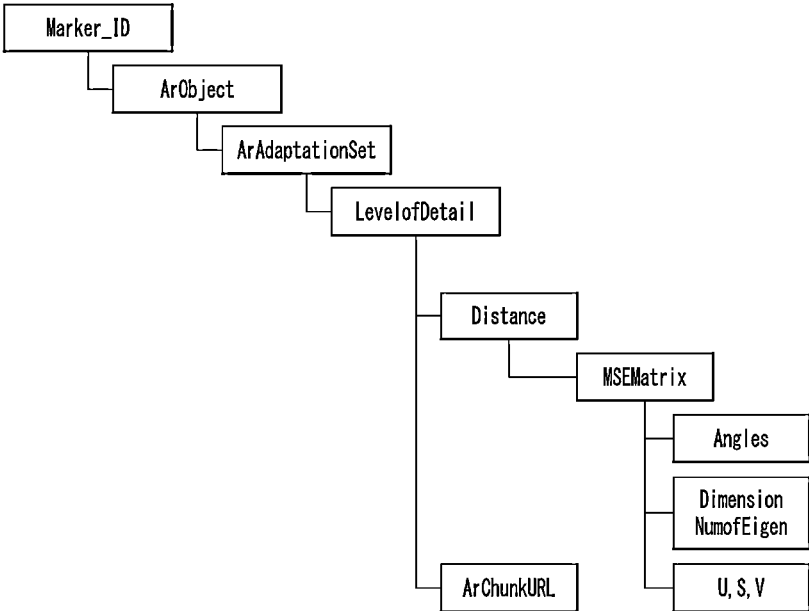 Marker_ID
ArObject
ArAdaptationSet
LevelofDetail
Distance
MSEMatrix
Angles
Dimension
NumofEigen
ArChunkURL
U,S,V